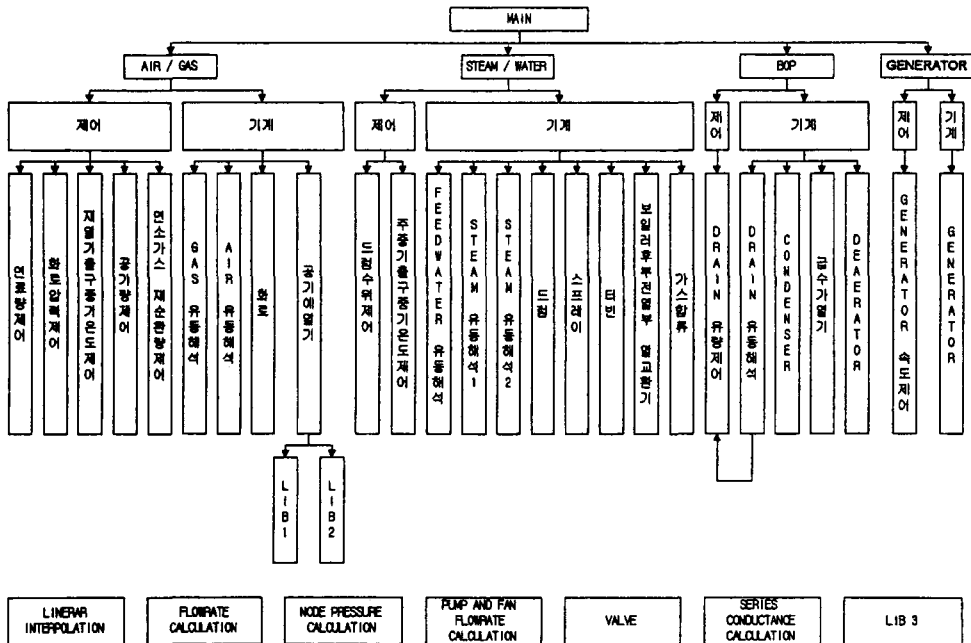 MAIN
AIR / GAS
STEAM / WATER
BOP
GENERATOR
제어
기계
제어
기계
제어
기계
제어
기계
연료량제어
화로압력제어
재열기출구증기온도제어
공기량제어
연소가스 재순환량제어
GAS 유동해석
AIR 유동해석
화로
공기예열기
드럼수위제어
주증기출구증기온도제어
FEEDWATER 유동해석
STEAM 유동해석1
STEAM 유동해석2
드럼
스프레이
터빈
보일러후부전열부 열교환기
가스합류
DRAIN 유량제어
DRAIN 유동해석
CONDENSER
급수가열기
DEAERATOR
GENERATOR 속도제어
GENERATOR
LIB1
LIB2
LINERAR
INTERPOLATION
FLOWRATE
CALCULATION
NODE PRESSURE
CALCULATION
PUMP AND FAN
FLOWRATE
CALCULATION
VALVE
SERIES
CONDUCTANCE
CALCULATION
LIB 3